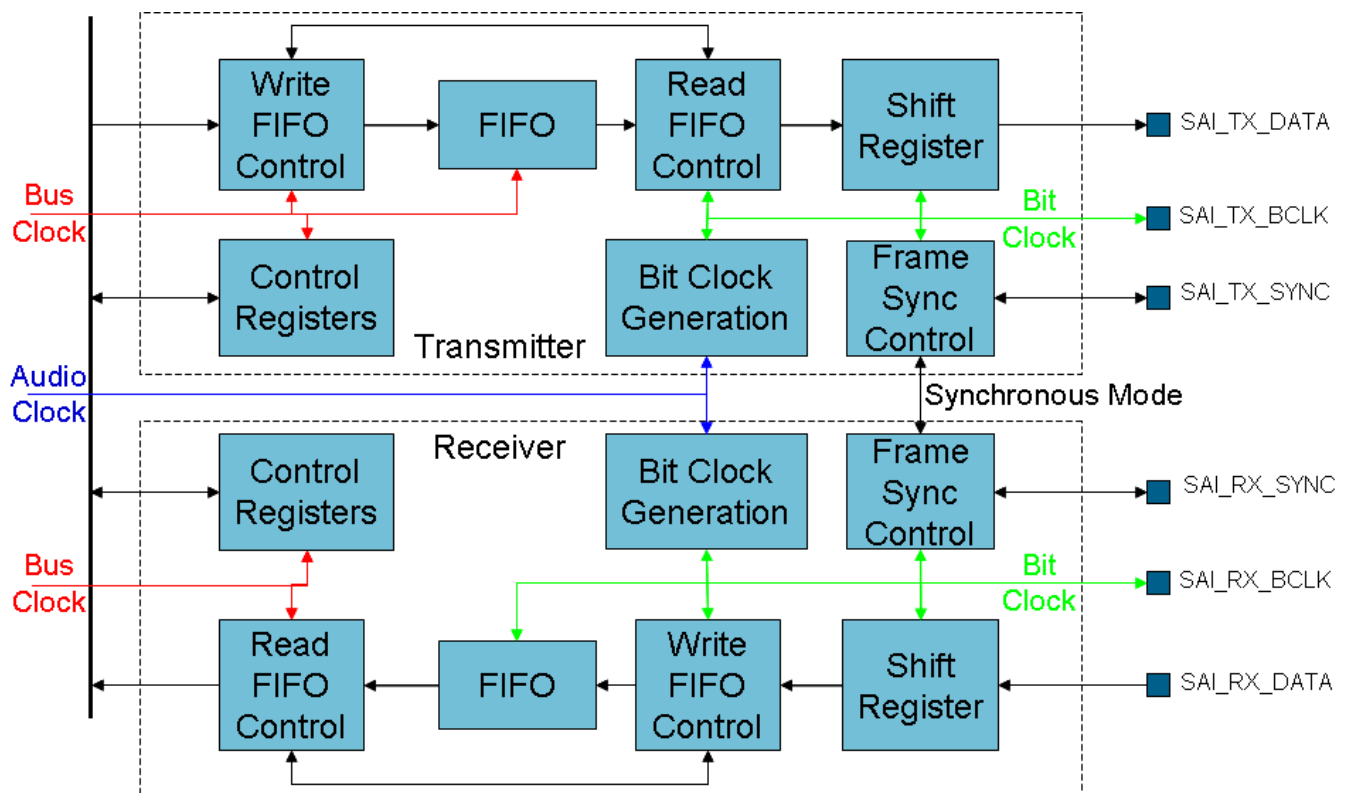 Write
FIFO
Control
FIFO
Read
FIFO
Control
Shift
Register
SAI_TX_DATA
Bus
Clock
Bit
Clock
SAI_TX_BCLK
Control
Registers
Bit Clock
Generation
Frame
Sync
Control
SAI_TX_SYNC
Transmitter
Audio
Clock
Synchronous Mode
Receiver
Control
Registers
Bit Clock
Generation
Frame
Sync
Control
SAI_RX_SYNC
Bus
Clock
Bit
Clock
SAI_RX_BCLK
Read
FIFO
Control
FIFO
Write
FIFO
Control
Shift
Register
SAI_RX_DATA